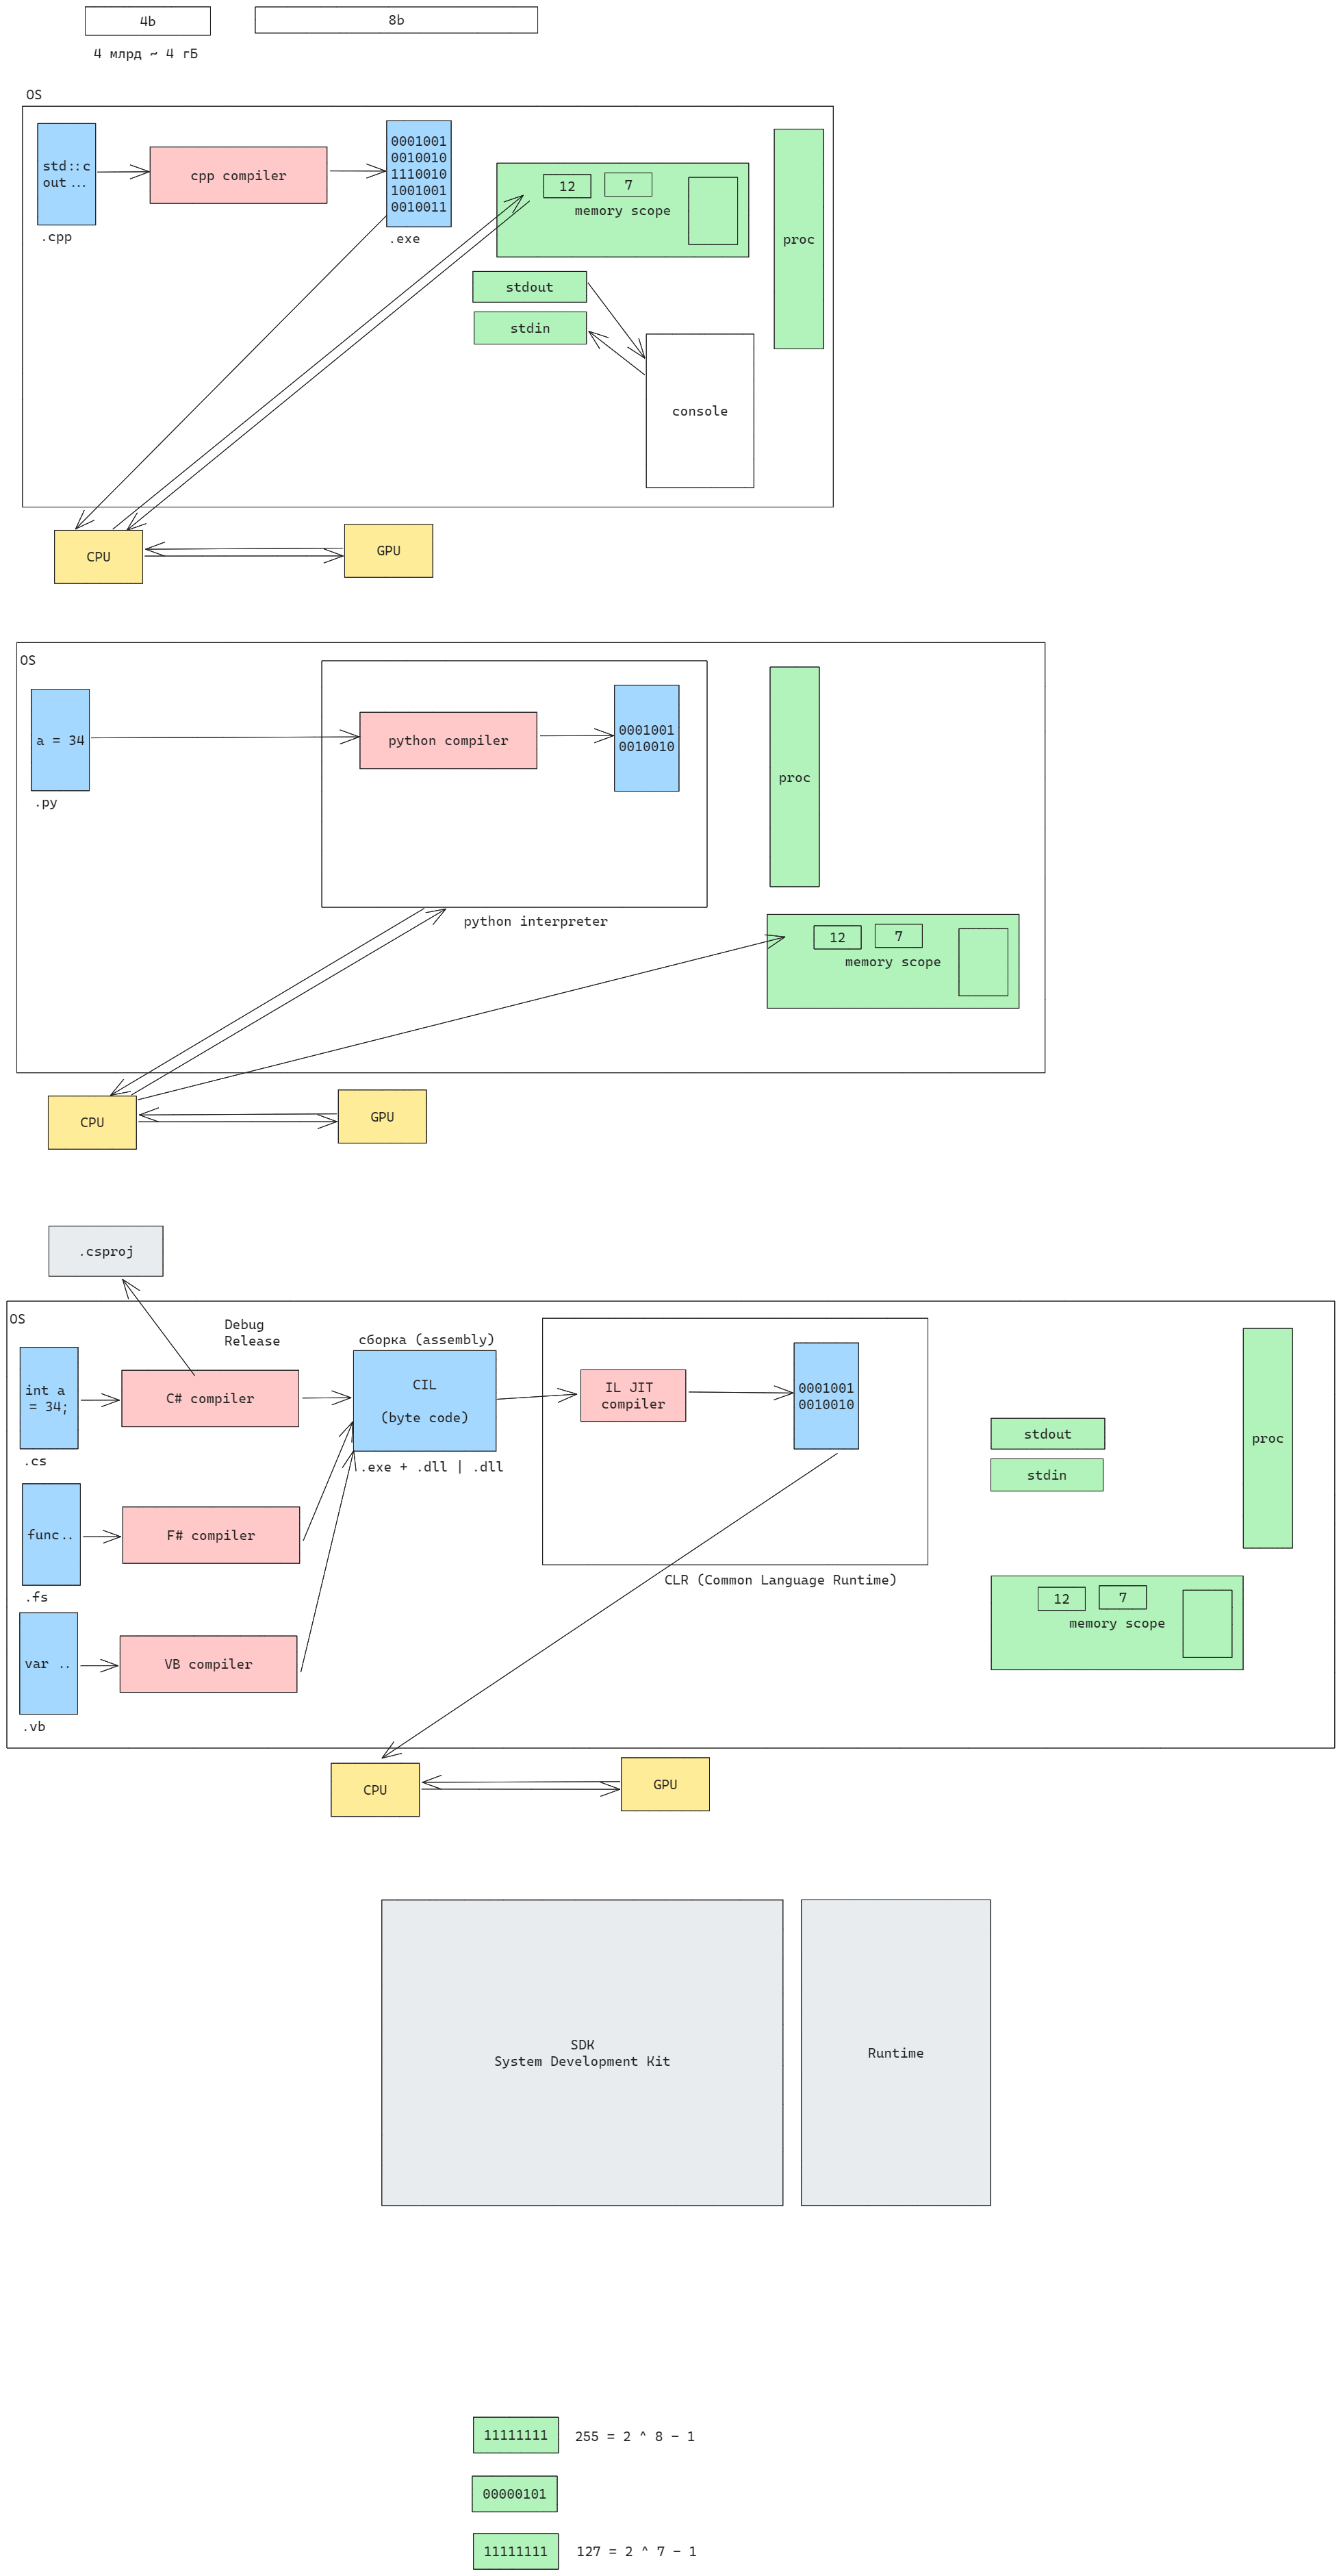 4b
8b
4 млрд ~ 4 гБ
OS
std::c
out...
.cpp
cpp compiler
0001001
0010010
1110010
1001001
0010011
.exe
12
7
memory scope
proc
stdout
stdin
console
CPU
GPU
OS
a = 34
.py
python compiler
0001001
0010010
python interpreter
proc
12
7
memory scope
CPU
GPU
.csproj
OS
Debug
Release
int a
= 34;
.cs
C# compiler
сборка (assembly)
CIL
(byte code)
.exe + .dll | .dll
IL JIT
compiler
0001001
0010010
CLR (Common Language Runtime)
stdout
stdin
proc
func..
.fs
F# compiler
12
7
memory scope
var ..
.vb
VB compiler
CPU
GPU
SDK
System Development Kit
Runtime
11111111
255 = 2 ^ 8 - 1
00000101
11111111
127 = 2 ^ 7 - 1